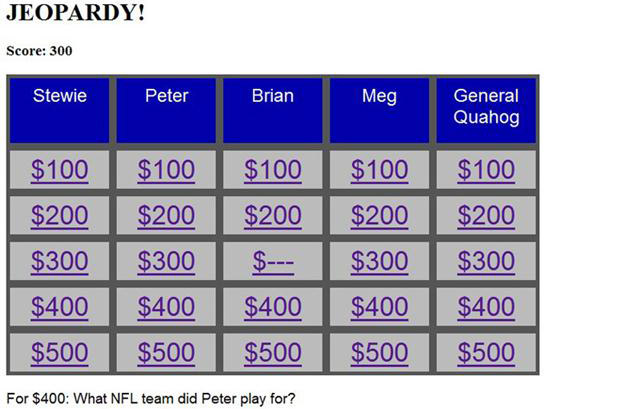 JEOPARDY!
Score: 300
Stewie Peter Brian Meg General Quahog
$100 $100 $100 $100 $100
$200 $200 $200 $200 $200
$300 $300 $--- $300 $300
$400 $400 $400 $400 $400
$500 $500 $500 $500 $500
For $400: What NFL team did Peter play for?